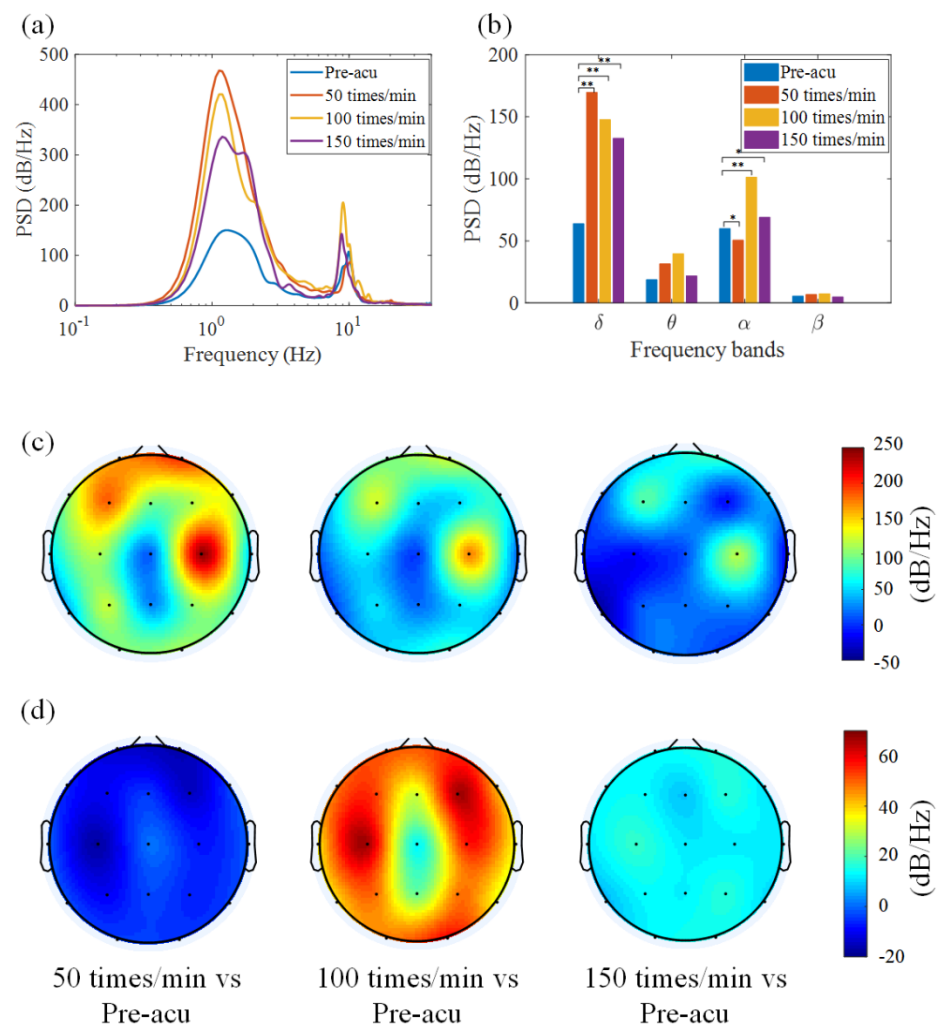 (a)
500
400
300
200
100
0
PSD (dB/Hz)
10⁻¹
10⁰
10¹
Frequency (Hz)
Pre-acu
50 times/min
100 times/min
150 times/min
(b)
200
150
100
50
0
PSD (dB/Hz)
δ
θ
α
β
Frequency bands
Pre-acu
50 times/min
100 times/min
150 times/min
**
**
**
*
**
*
(c)
250
200
150
100
50
0
-50
(dB/Hz)
(d)
60
40
20
0
-20
(dB/Hz)
50 times/min vs
Pre-acu
100 times/min vs
Pre-acu
150 times/min vs
Pre-acu